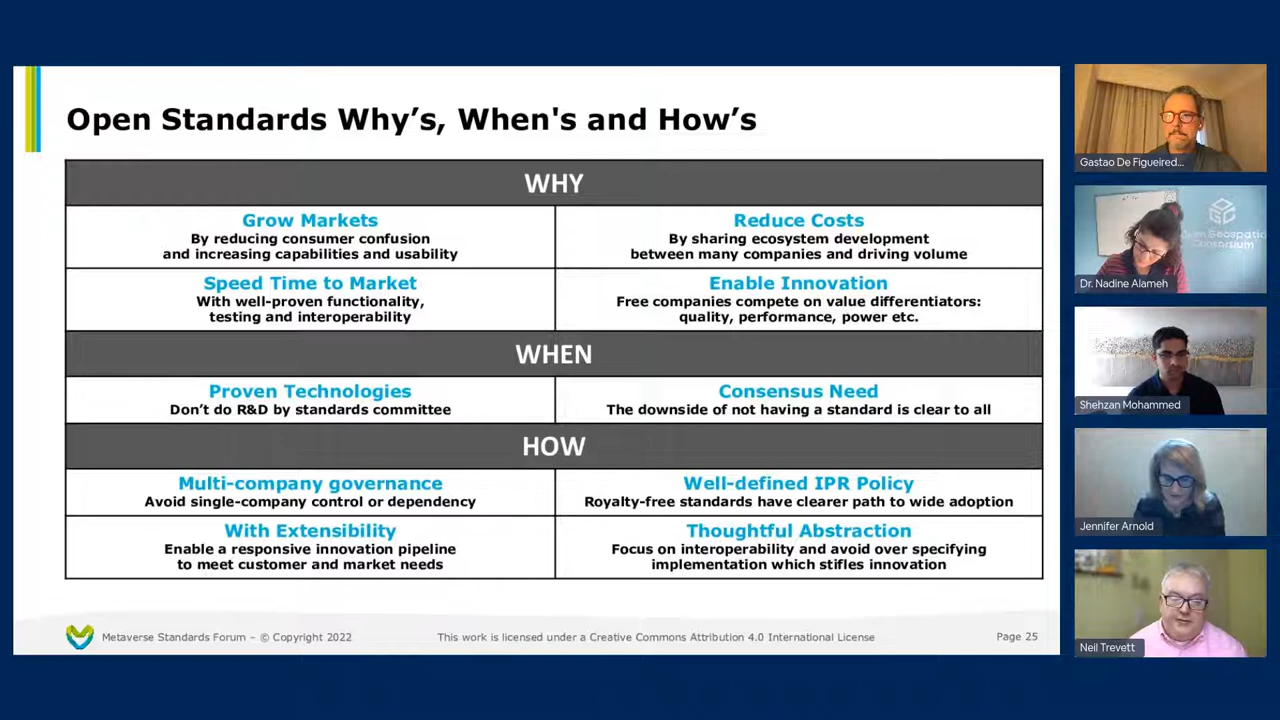 Open Standards Why’s, When's and How’s
WHY
Grow Markets
By reducing consumer confusion
and increasing capabilities and usability
Reduce Costs
By sharing ecosystem development
between many companies and driving volume
Speed Time to Market
With well-proven functionality,
testing and interoperability
Enable Innovation
Free companies compete on value differentiators:
quality, performance, power etc.
WHEN
Proven Technologies
Don’t do R&D by standards committee
Consensus Need
The downside of not having a standard is clear to all
HOW
Multi-company governance
Avoid single-company control or dependency
Well-defined IPR Policy
Royalty-free standards have clearer path to wide adoption
With Extensibility
Enable a responsive innovation pipeline
to meet customer and market needs
Thoughtful Abstraction
Focus on interoperability and avoid over specifying
implementation which stifles innovation
Metaverse Standards Forum – © Copyright 2022
This work is licensed under a Creative Commons Attribution 4.0 International License
Page 25
Gastao De Figueired...
Geospatial
Consortium
Dr. Nadine Alameh
Shehzan Mohammed
Jennifer Arnold
Neil Trevett